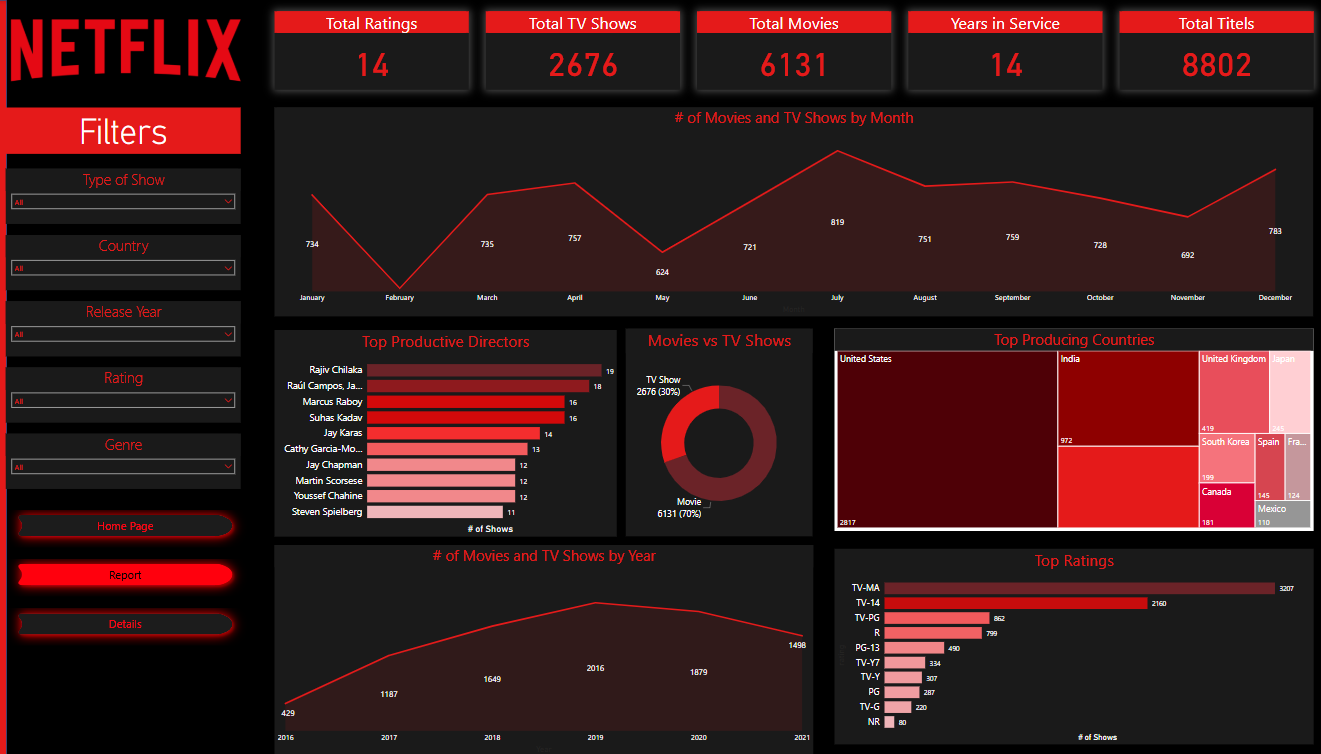 NETFLIX
Total Ratings
14
Total TV Shows
2676
Total Movies
6131
Years in Service
14
Total Titels
8802
Filters
Type of Show
All
Country
All
Release Year
All
Rating
All
Genre
All
Home Page
Report
Details
# of Movies and TV Shows by Month
734
735
757
624
721
819
751
759
728
692
783
January
February
March
April
May
June
July
August
September
October
November
December
Top Productive Directors
Rajiv Chilaka 19
Raúl Campos, Ja... 18
Marcus Raboy 16
Suhas Kadav 16
Jay Karas 14
Cathy Garcia-Mo... 13
Jay Chapman 12
Martin Scorsese 12
Youssef Chahine 12
Steven Spielberg 11
# of Shows
Movies vs TV Shows
TV Show
2676 (30%)
Movie
6131 (70%)
Top Producing Countries
United States
2817
India
972
United Kingdom
419
Japan
South Korea
199
Canada
181
Spain
145
Fra...
124
Mexico
110
# of Movies and TV Shows by Year
429
1187
1649
2016
1879
1498
2016
2017
2018
2019
2020
2021
Top Ratings
TV-MA 3207
TV-14 2160
TV-PG 862
R 799
PG-13 490
TV-Y7 334
TV-Y 307
PG 287
TV-G 220
NR 80
# of Shows